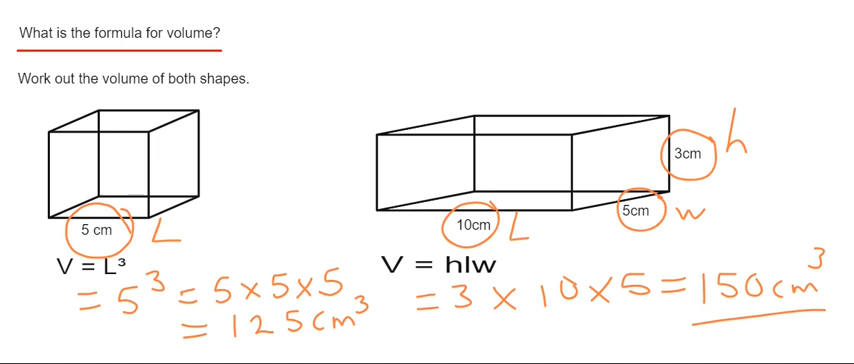 What is the formula for volume?
Work out the volume of both shapes.
3cm h
5 cm L
10cm L
5cm w
V = L³
= 5³ = 5×5×5
= 125cm³
V = hlw
= 3 × 10×5 = 150cm³